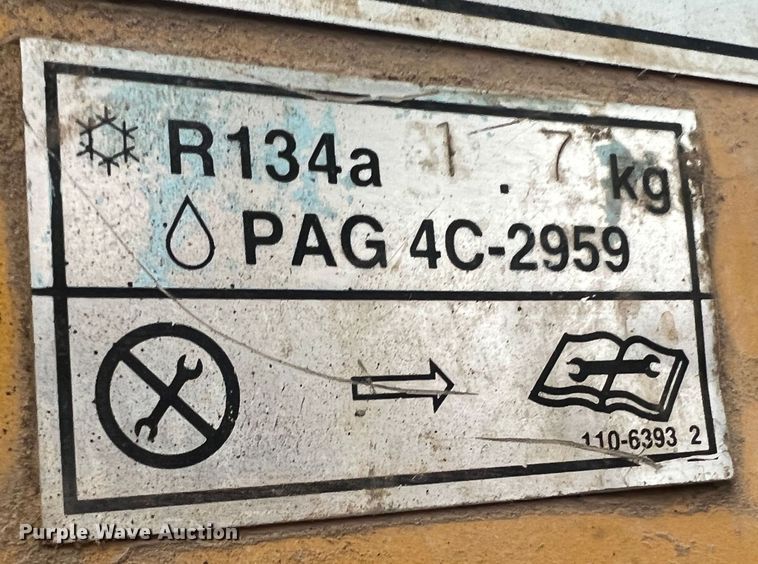 R134a 1.7 kg
PAG 4C-2959
110-6393 2
Purple Wave Auction